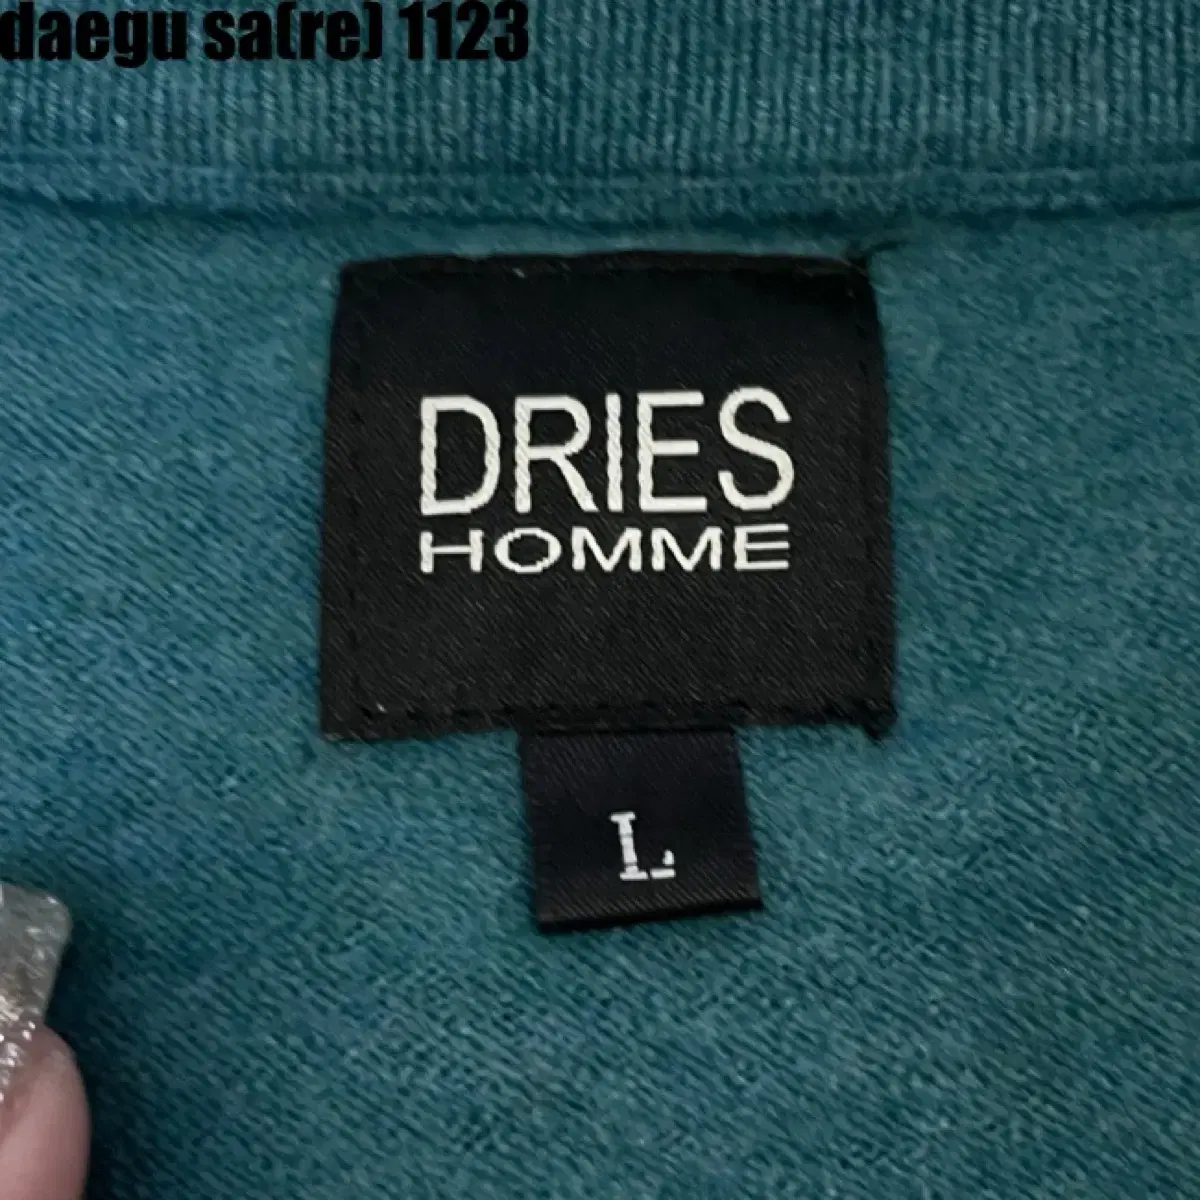 daegu sa(re) 1123
DRIES
HOMME
L